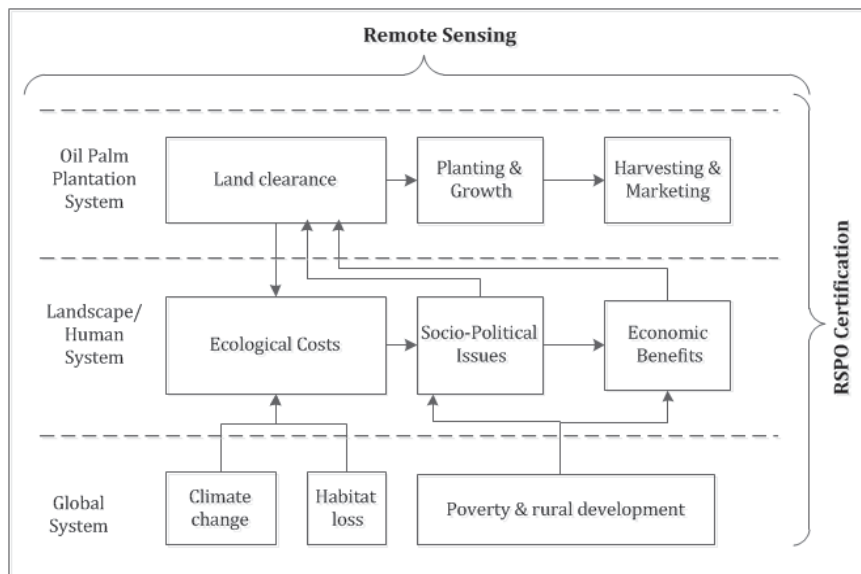 Remote Sensing
Oil Palm
Plantation
System
Land clearance
Planting &
Growth
Harvesting &
Marketing
Landscape/
Human
System
Ecological Costs
Socio-Political
Issues
Economic
Benefits
Global
System
Climate
change
Habitat
loss
Poverty & rural development
RSPO Certification